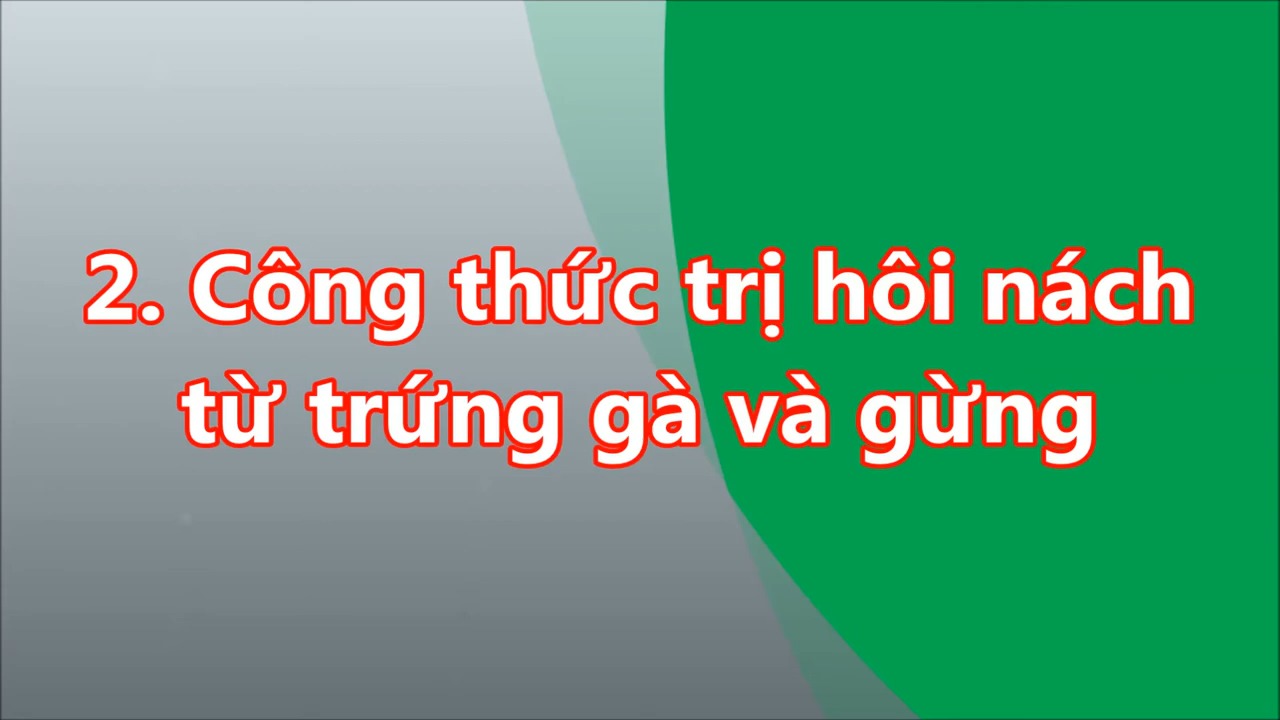 2. Công thức trị hôi nách
từ trứng gà và gừng